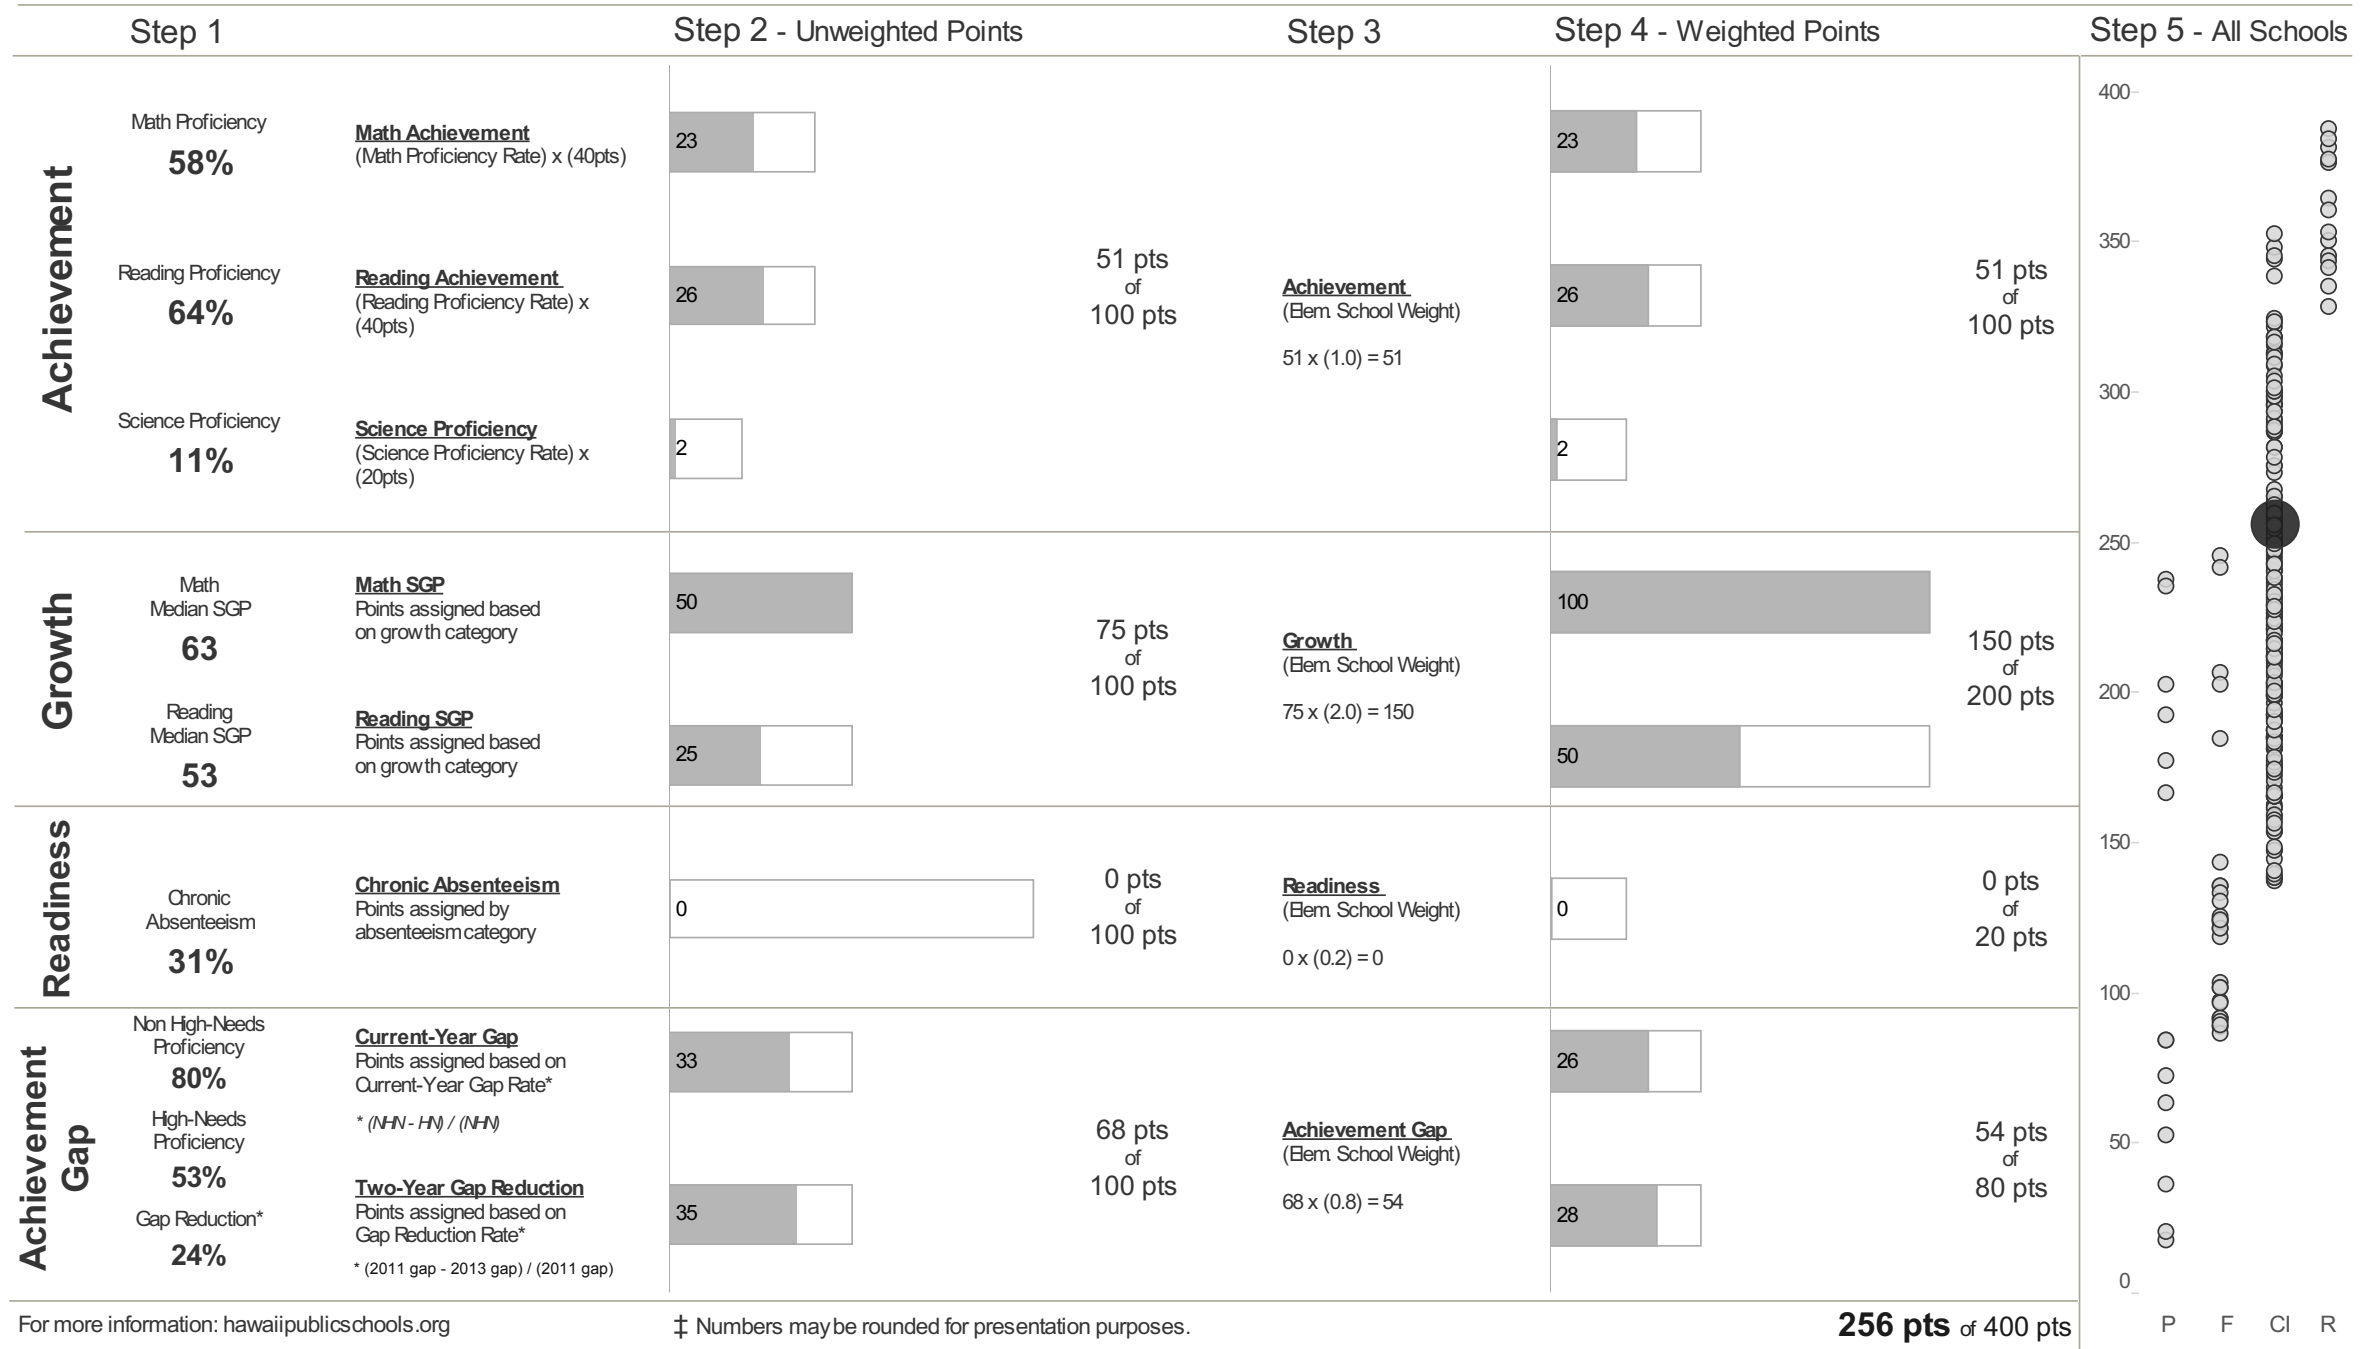 Step 1
Step 2 - Unweighted Points
Step 3
Step 4 - Weighted Points
Step 5 - All Schools
Achievement
Math Proficiency
58%
Math Achievement
(Math Proficiency Rate) x (40pts)
23
23
Reading Proficiency
64%
Reading Achievement
(Reading Proficiency Rate) x
(40pts)
26
51 pts
of
100 pts
Achievement
(Elem. School Weight)
51 x (1.0) = 51
26
51 pts
of
100 pts
Science Proficiency
11%
Science Proficiency
(Science Proficiency Rate) x
(20pts)
2
2
Growth
Math
Median SGP
63
Math SGP
Points assigned based
on growth category
50
75 pts
of
100 pts
Growth
(Elem. School Weight)
75 x (2.0) = 150
100
150 pts
of
200 pts
Reading
Median SGP
53
Reading SGP
Points assigned based
on growth category
25
50
Readiness
Chronic
Absenteeism
31%
Chronic Absenteeism
Points assigned by
absenteeism category
0
0 pts
of
100 pts
Readiness
(Elem. School Weight)
0 x (0.2) = 0
0
0 pts
of
20 pts
Achievement
Gap
Non High-Needs
Proficiency
80%
High-Needs
Proficiency
53%
Gap Reduction*
24%
Current-Year Gap
Points assigned based on
Current-Year Gap Rate*
* (NHN - HN) / (NHN)
Two-Year Gap Reduction
Points assigned based on
Gap Reduction Rate*
* (2011 gap - 2013 gap) / (2011 gap)
33
35
68 pts
of
100 pts
Achievement Gap
(Elem. School Weight)
68 x (0.8) = 54
26
28
54 pts
of
80 pts
400
350
300
250
200
150
100
50
0
P F CI R
For more information: hawaiipublicschools.org
‡ Numbers may be rounded for presentation purposes.
256 pts of 400 pts